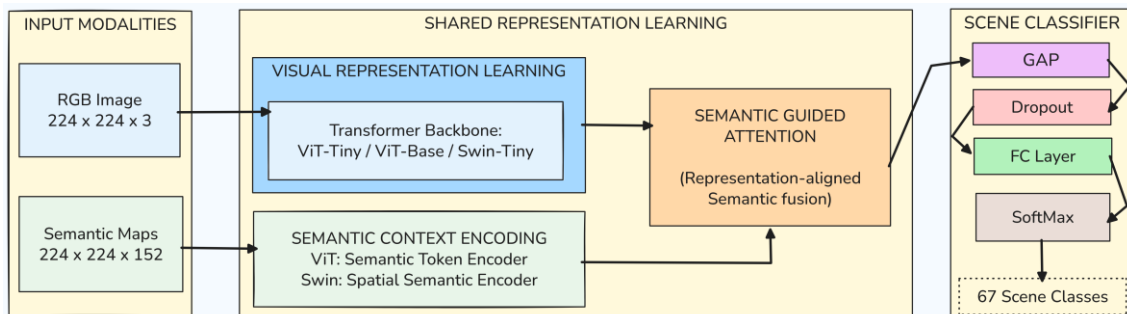 INPUT MODALITIES
RGB Image
224 x 224 x 3
Semantic Maps
224 x 224 x 152
SHARED REPRESENTATION LEARNING
VISUAL REPRESENTATION LEARNING
Transformer Backbone:
ViT-Tiny / ViT-Base / Swin-Tiny
SEMANTIC CONTEXT ENCODING
ViT: Semantic Token Encoder
Swin: Spatial Semantic Encoder
SEMANTIC GUIDED
ATTENTION
(Representation-aligned
Semantic fusion)
SCENE CLASSIFIER
GAP
Dropout
FC Layer
SoftMax
67 Scene Classes